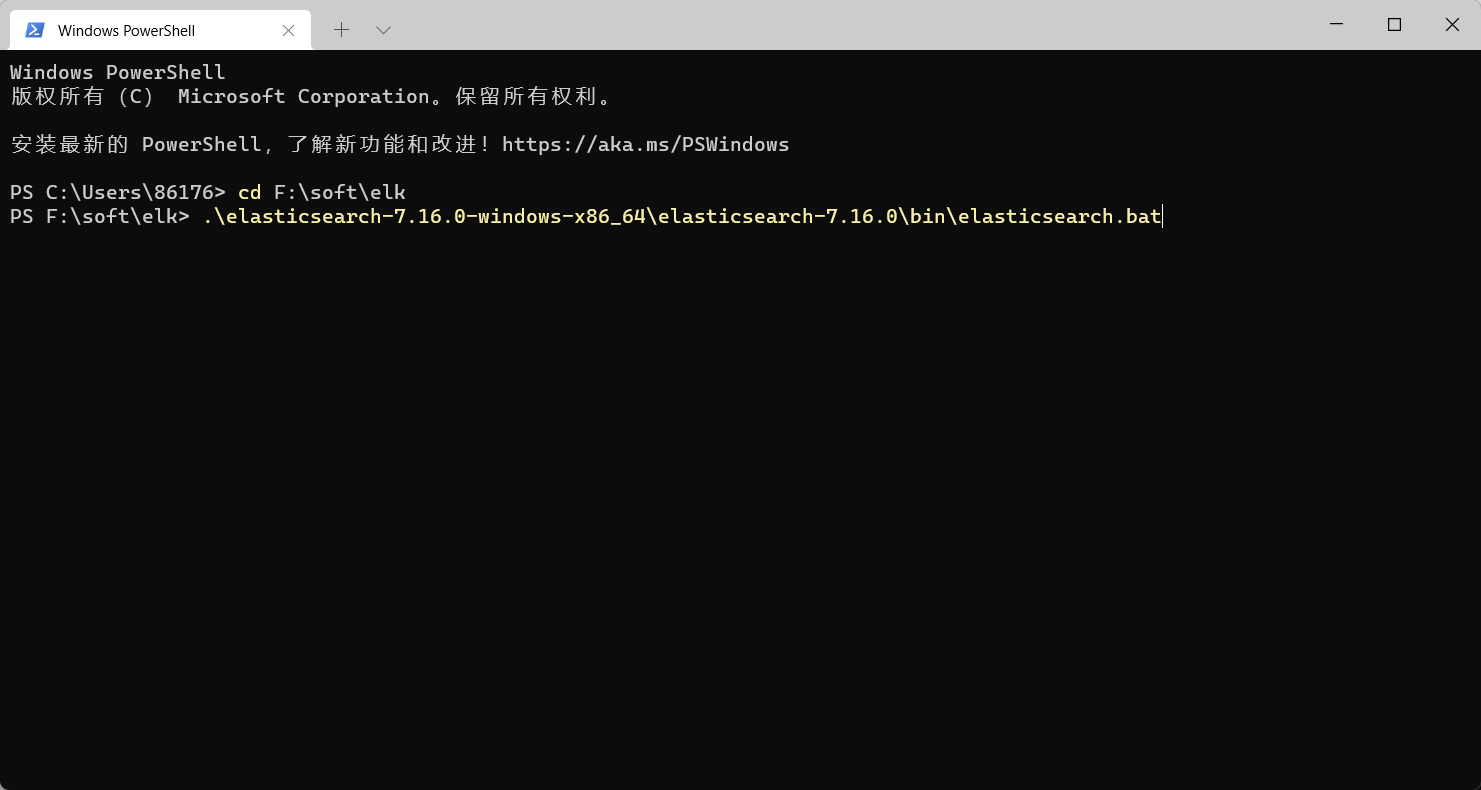 Windows PowerShell
Windows PowerShell
版权所有（C） Microsoft Corporation。保留所有权利。
安装最新的 PowerShell，了解新功能和改进！https://aka.ms/PSWindows
PS C:\Users\86176> cd F:\soft\elk
PS F:\soft\elk> .\elasticsearch-7.16.0-windows-x86_64\elasticsearch-7.16.0\bin\elasticsearch.bat